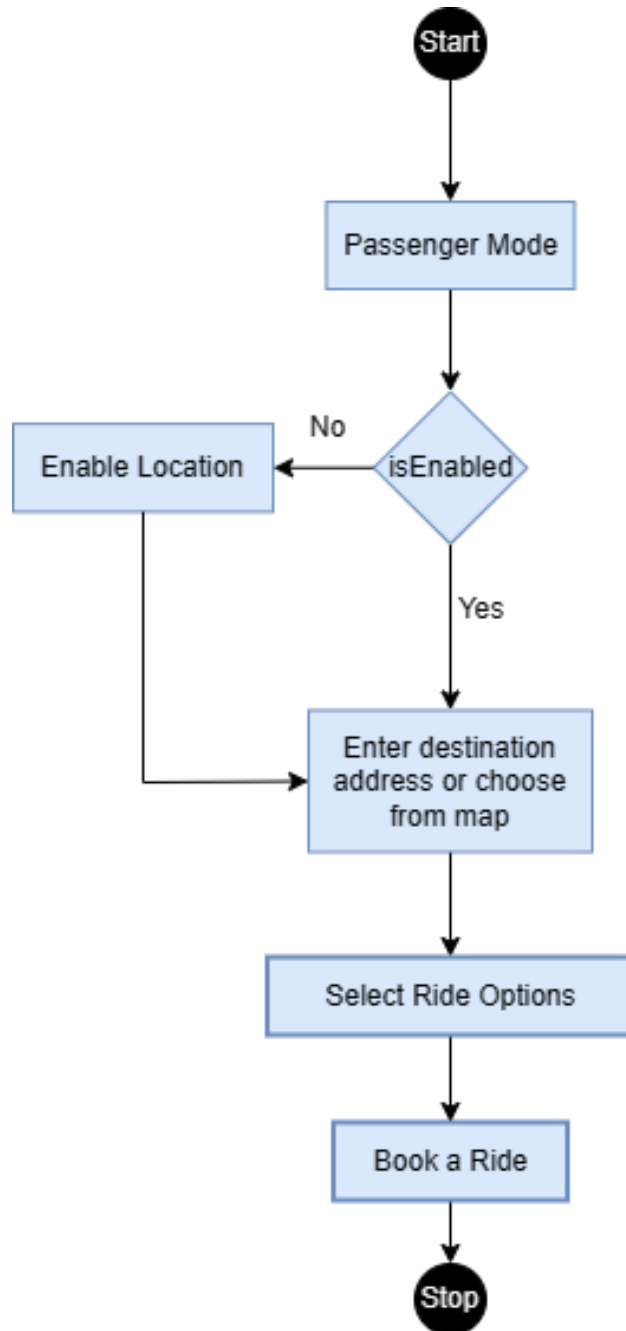 Start
Passenger Mode
No
Enable Location
isEnabled
Yes
Enter destination
address or choose
from map
Select Ride Options
Book a Ride
Stop